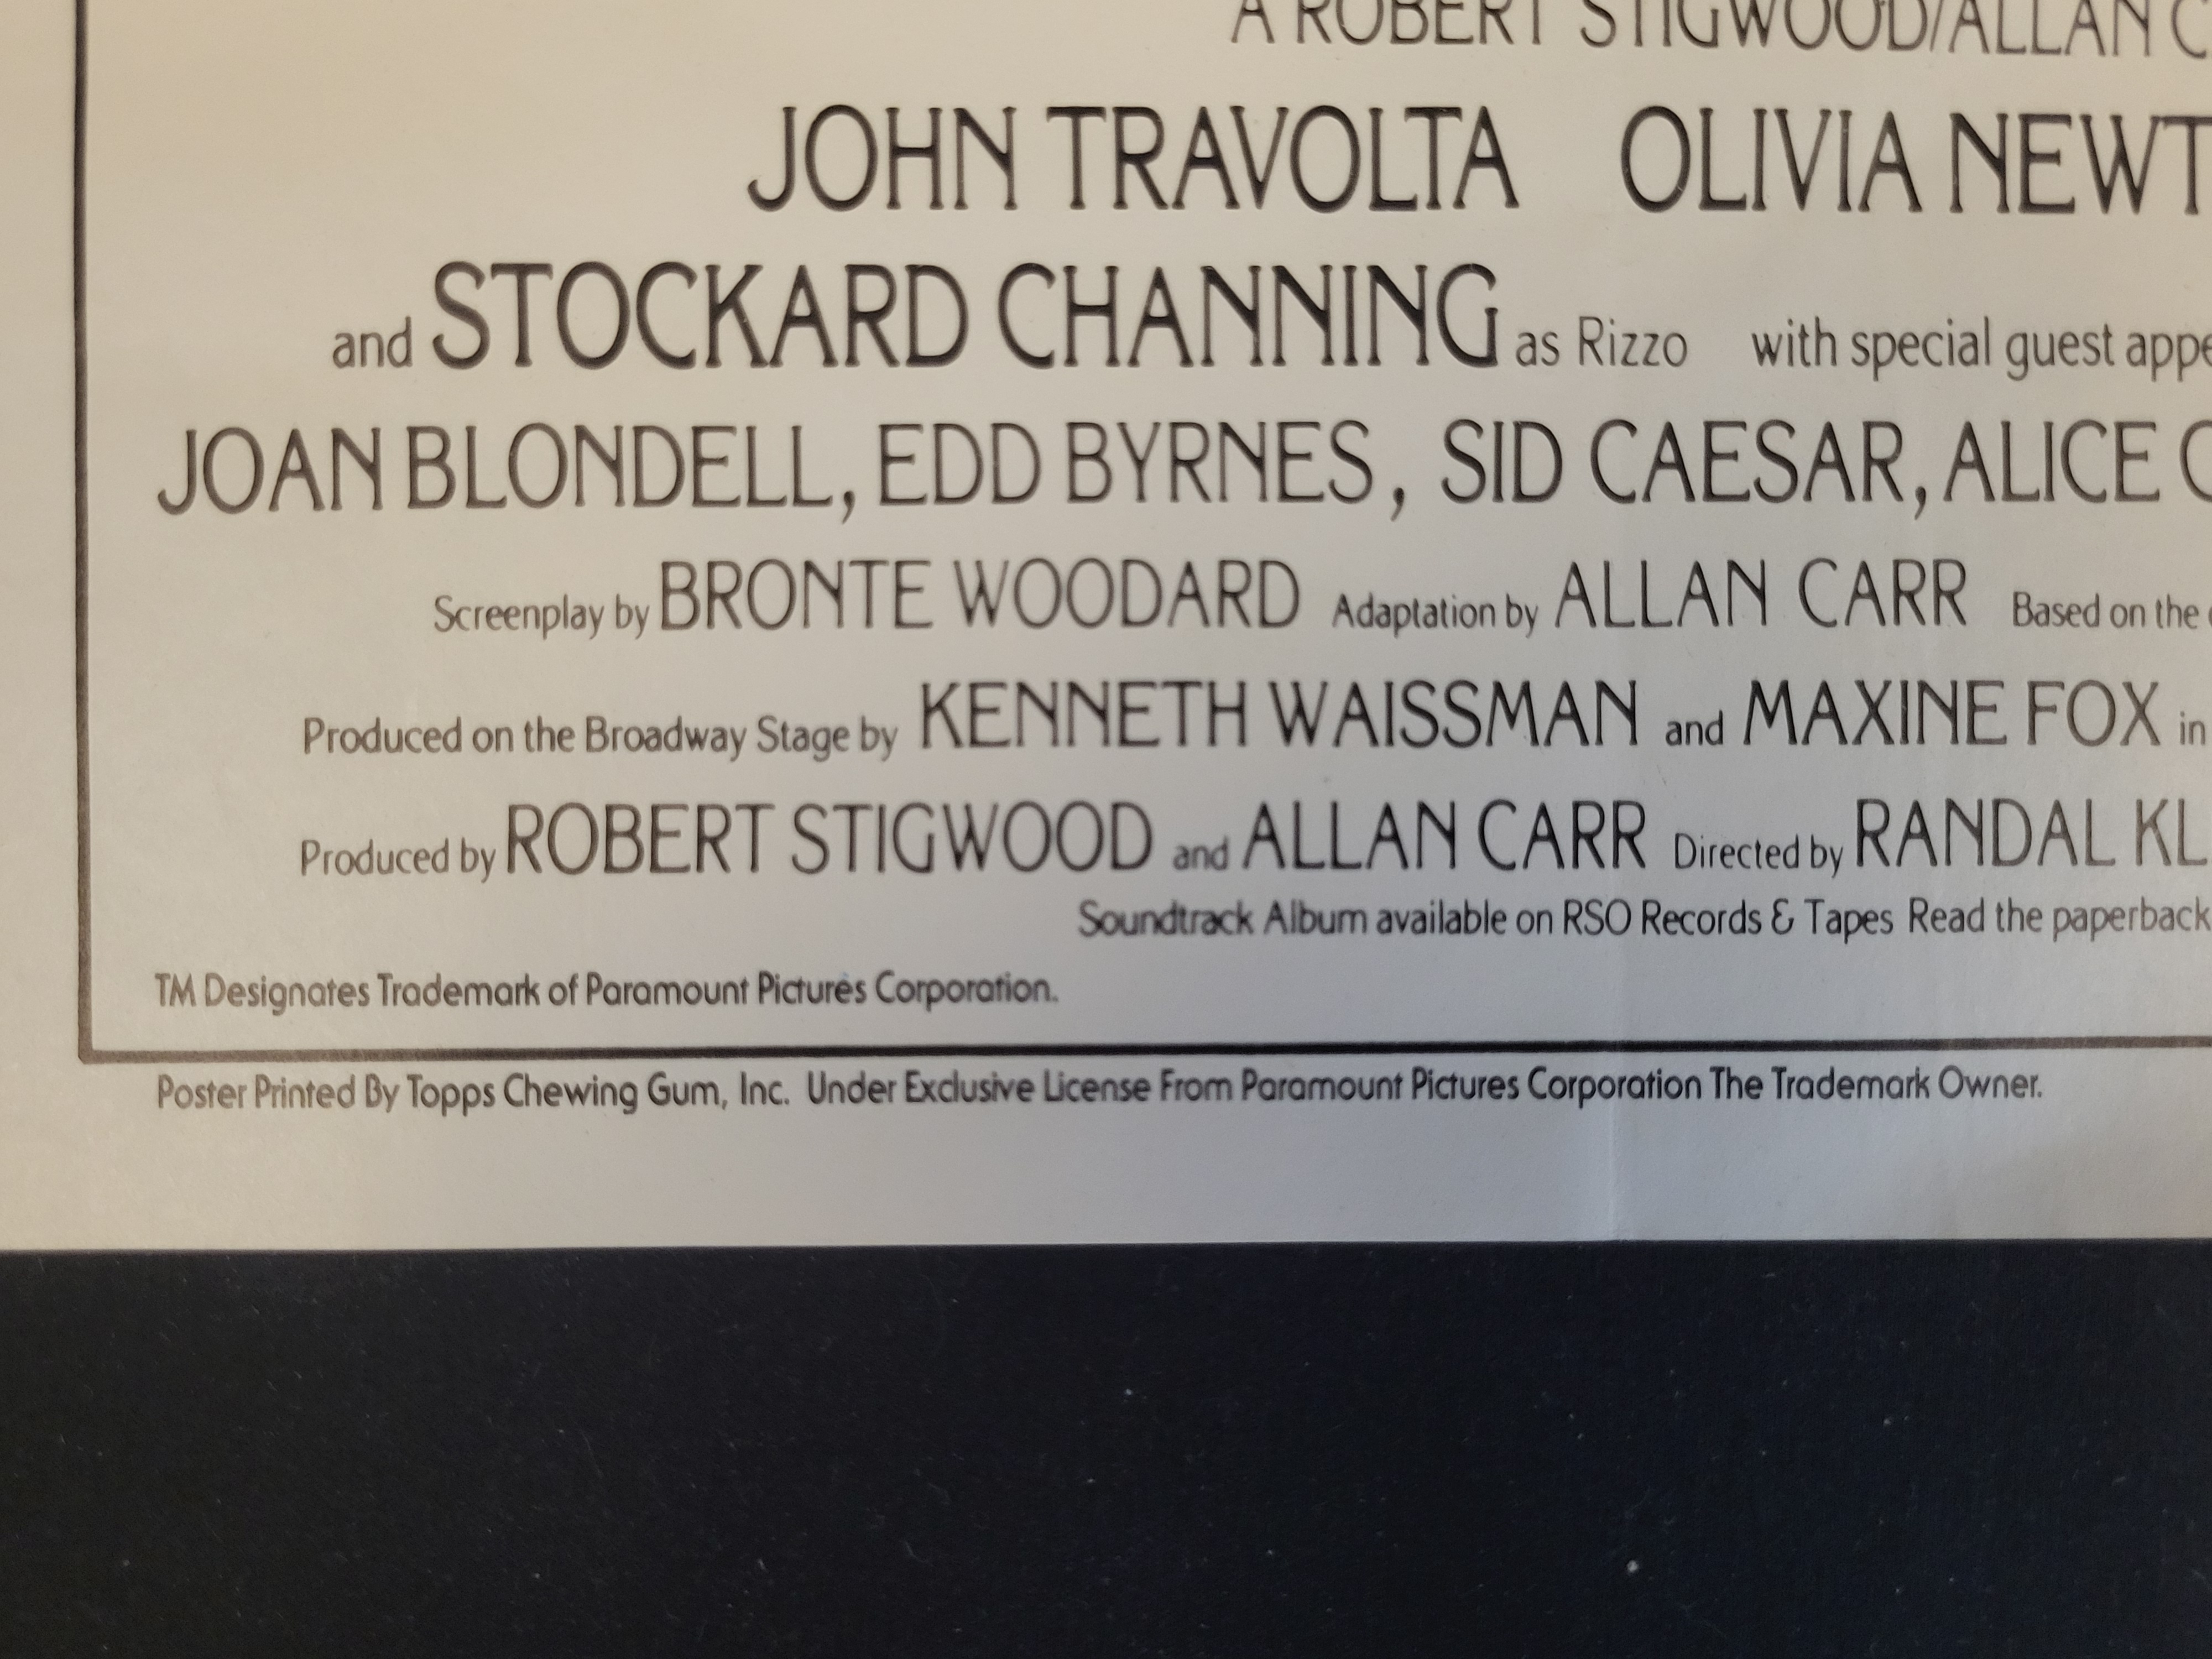 A ROBERT STIGWOOD/ALLAN C
JOHN TRAVOLTA OLIVIA NEWT
and STOCKARD CHANNING as Rizzo with special guest appe
JOAN BLONDELL, EDD BYRNES, SID CAESAR, ALICE
Screenplay by BRONTE WOODARD Adaptation by ALLAN CARR Based on the
Produced on the Broadway Stage by KENNETH WAISSMAN and MAXINE FOX in
Produced by ROBERT STIGWOOD and ALLAN CARR Directed by RANDAL KL
Soundtrack Album available on RSO Records & Tapes Read the paperback
TM Designates Trademark of Paramount Pictures Corporation.
Poster Printed By Topps Chewing Gum, Inc. Under Exclusive License From Paramount Pictures Corporation The Trademark Owner.